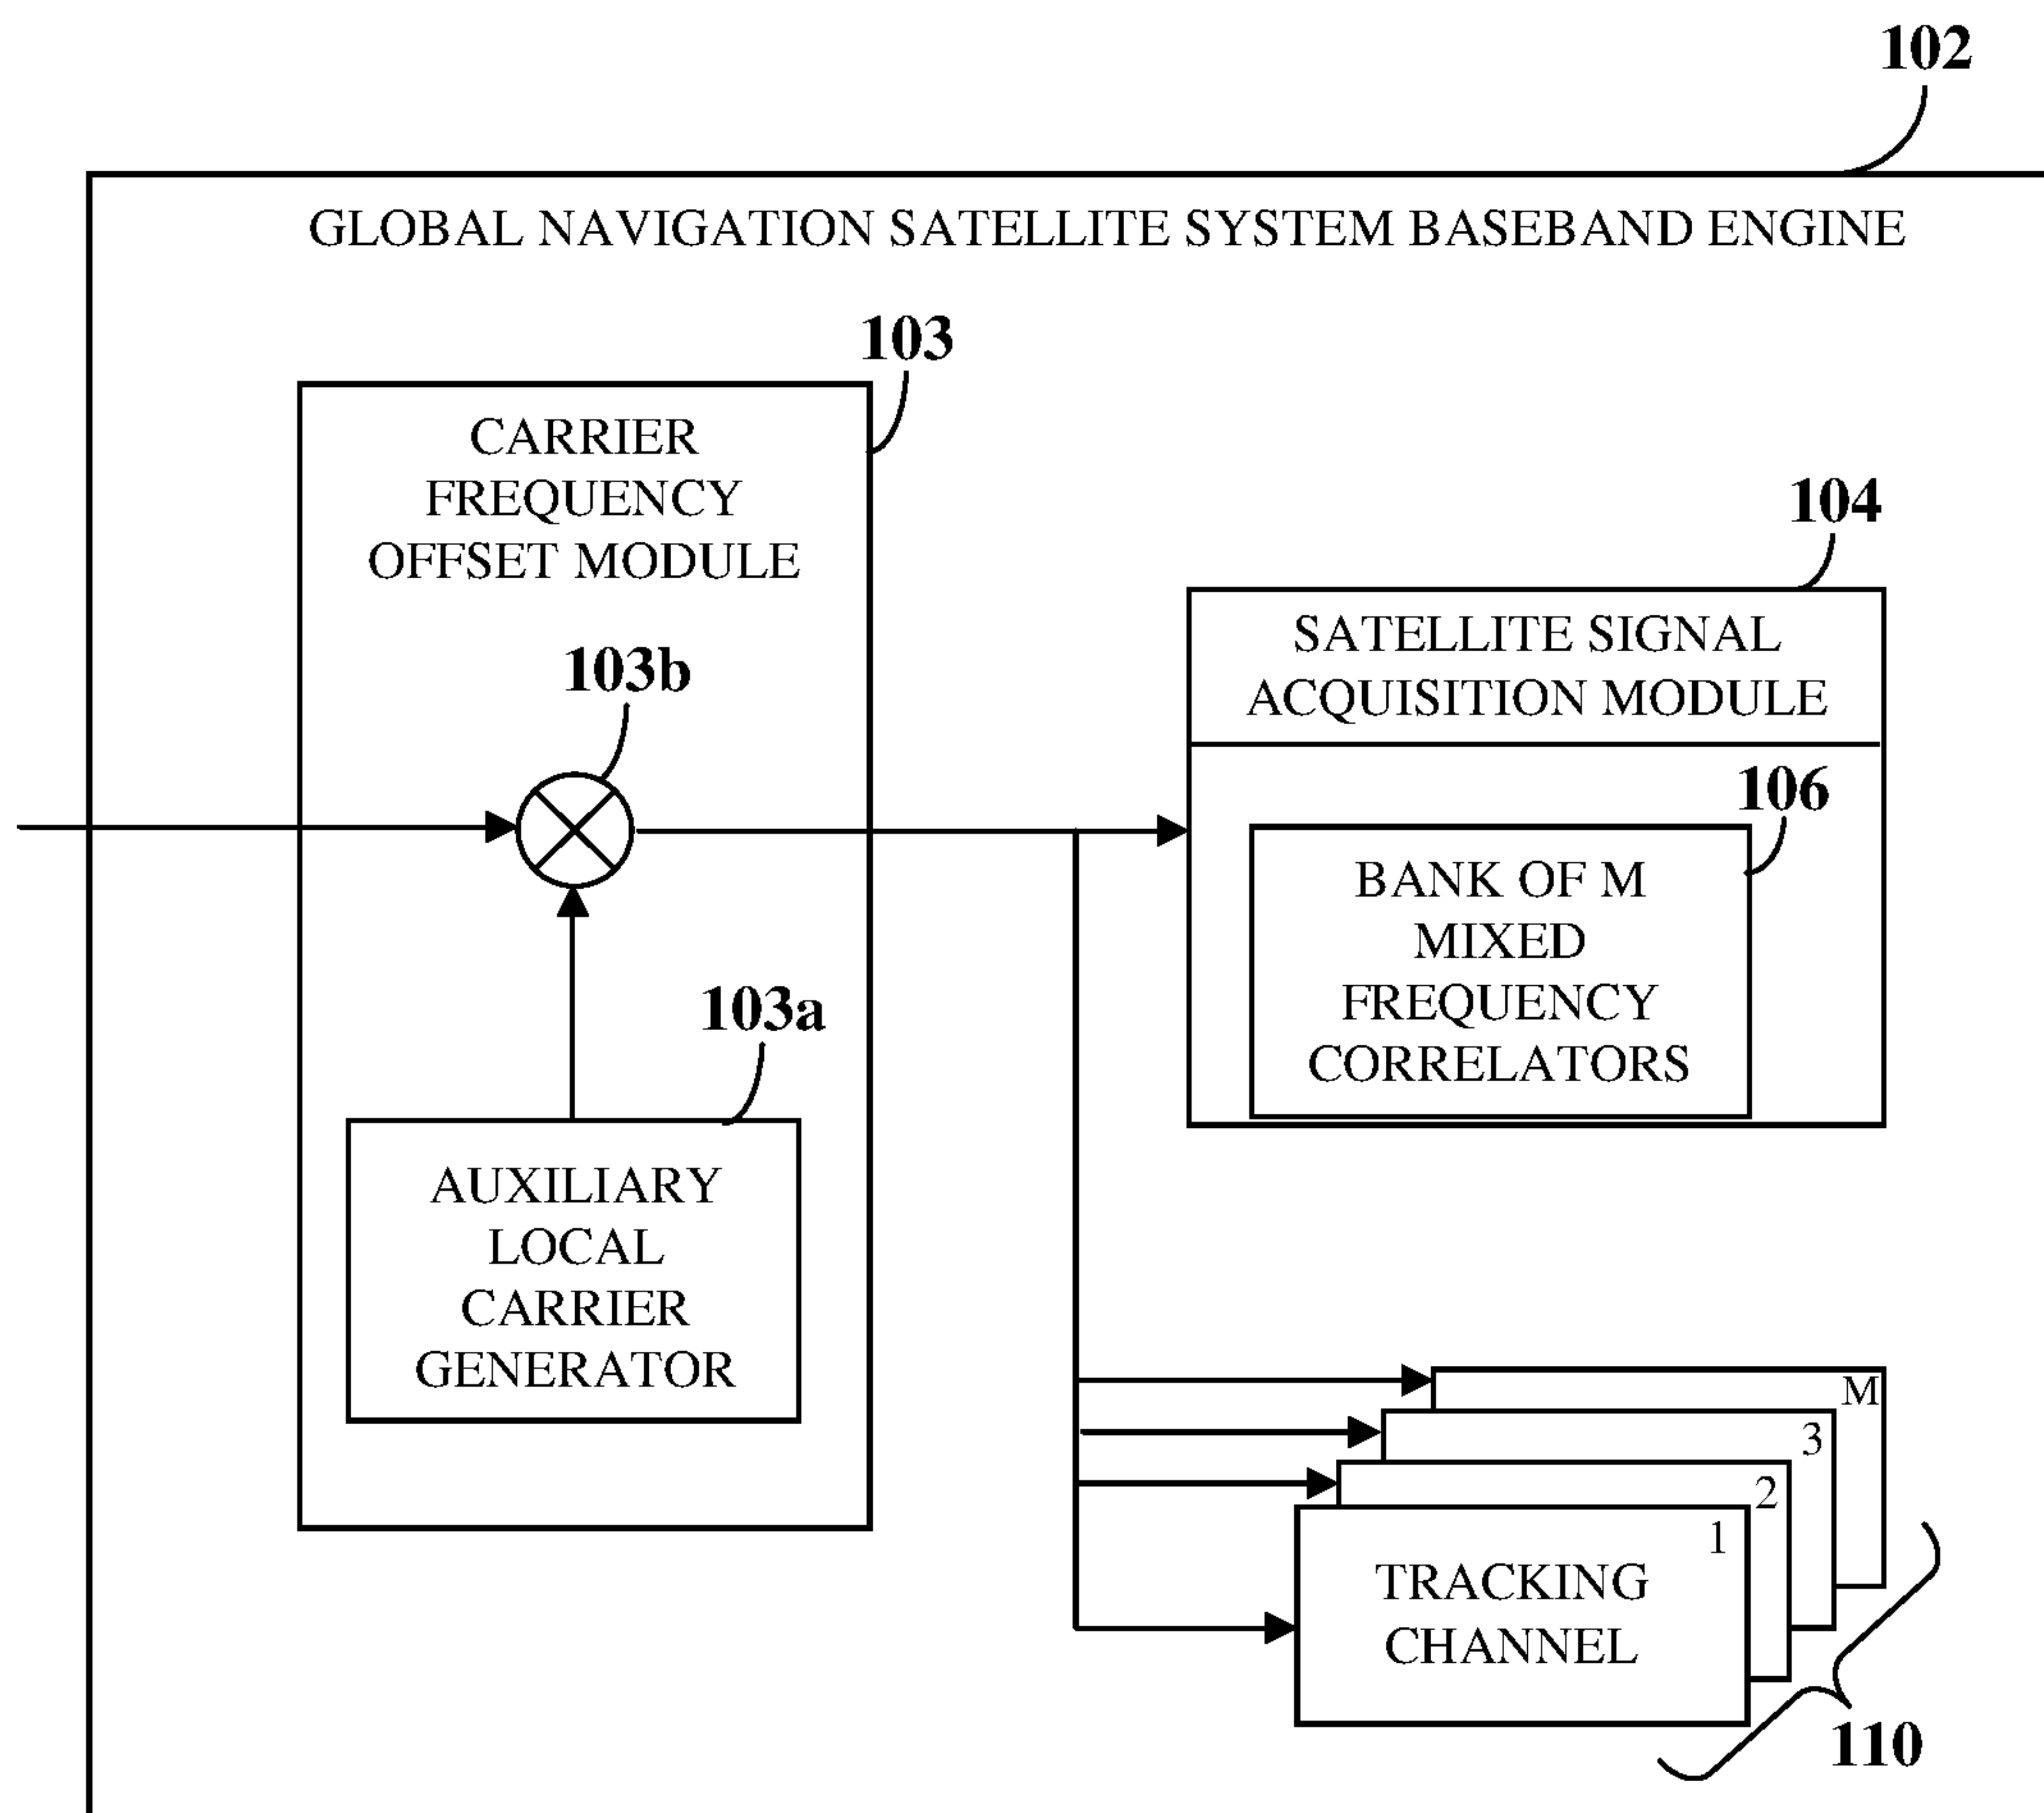 102
GLOBAL NAVIGATION SATELLITE SYSTEM BASEBAND ENGINE
103
CARRIER
FREQUENCY
OFFSET MODULE
103b
103a
AUXILIARY
LOCAL
CARRIER
GENERATOR
104
SATELLITE SIGNAL
ACQUISITION MODULE
106
BANK OF M
MIXED
FREQUENCY
CORRELATORS
M
3
2
1
TRACKING
CHANNEL
110